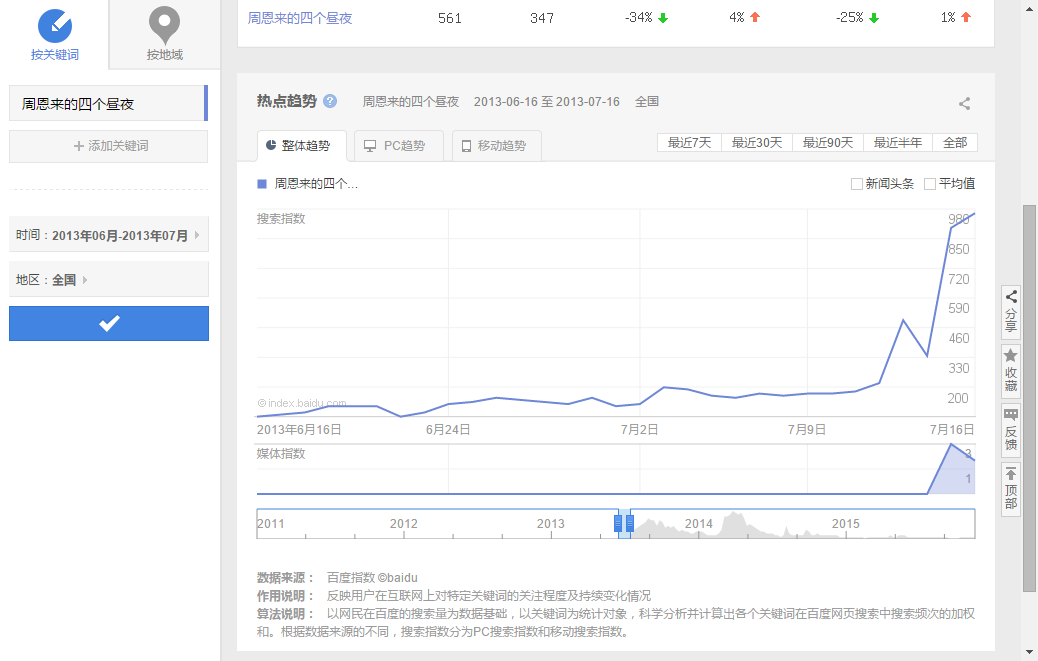 周恩来的四个昼夜 561 347 -34% 4% -25% 1%
按关键词 按地域
周恩来的四个昼夜
+ 添加关键词
时间：2013年06月-2013年07月
地区：全国
热点趋势 ? 周恩来的四个昼夜 2013-06-16 至 2013-07-16 全国
整体趋势 PC趋势 移动趋势 最近7天 最近30天 最近90天 最近半年 全部
周恩来的四个... 新闻头条 平均值
搜索指数
980
850
720
590
460
330
200
©index.baidu.com
2013年6月16日 6月24日 7月2日 7月9日 7月16日
媒体指数
3
1
2011 2012 2013 2014 2015
数据来源： 百度指数 ©baidu
作用说明： 反映用户在互联网上对特定关键词的关注程度及持续变化情况
算法说明： 以网民在百度的搜索量为数据基础，以关键词为统计对象，科学分析并计算出各个关键词在百度网页搜索中搜索频次的加权
和。根据数据来源的不同，搜索指数分为PC搜索指数和移动搜索指数。
分享
收藏
反馈
顶部